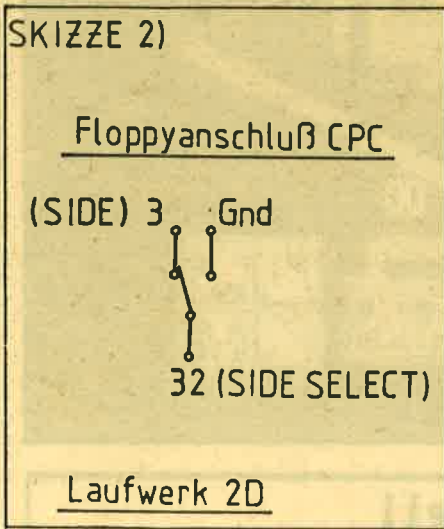 SKIZZE 2)
Floppyanschluß CPC
(SIDE) 3 Gnd
32 (SIDE SELECT)
Laufwerk 2D